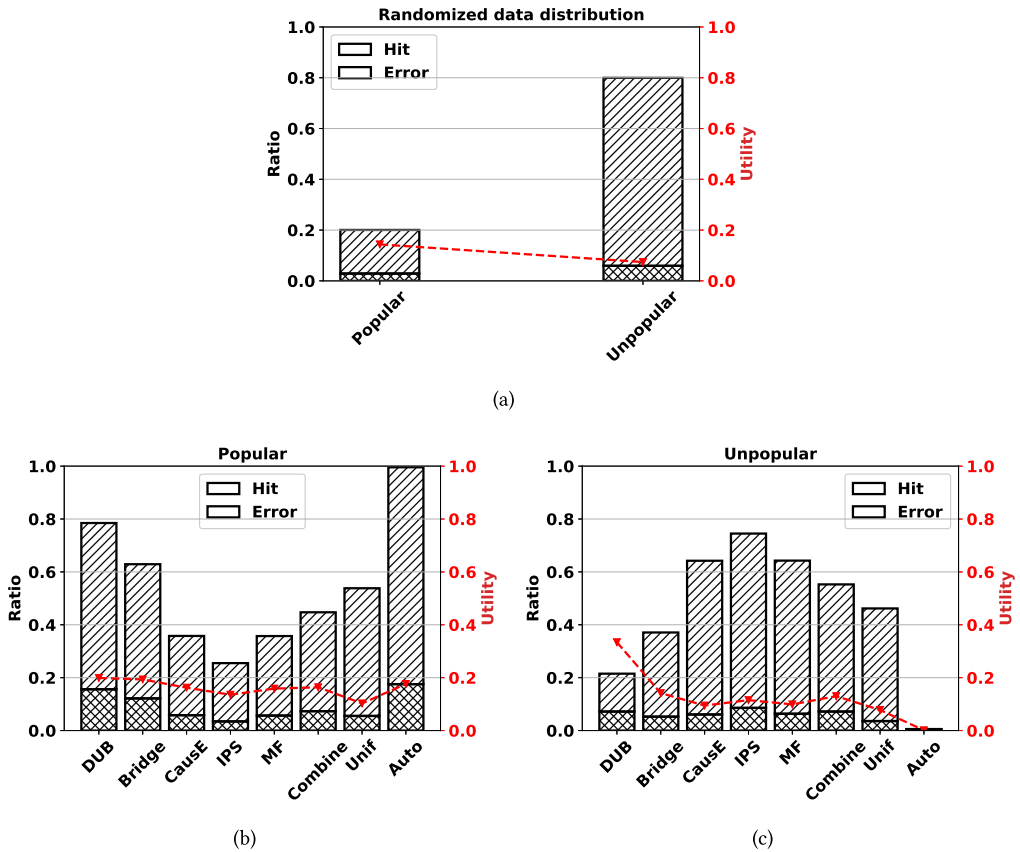 Randomized data distribution
1.0 1.0
Hit
0.8 Error 0.8
0.6 0.6
Ratio Utility
0.4 0.4
0.2 0.2
0.0 0.0
Popular Unpopular
(a)
Popular
1.0 1.0
Hit
Error
0.8 0.8
0.6 0.6
Ratio Utility
0.4 0.4
0.2 0.2
0.0 0.0
DUB Bridge CausE IPS MF Combine Unif Auto
(b)
Unpopular
1.0 1.0
Hit
Error
0.8 0.8
0.6 0.6
Ratio Utility
0.4 0.4
0.2 0.2
0.0 0.0
DUB Bridge CausE IPS MF Combine Unif Auto
(c)